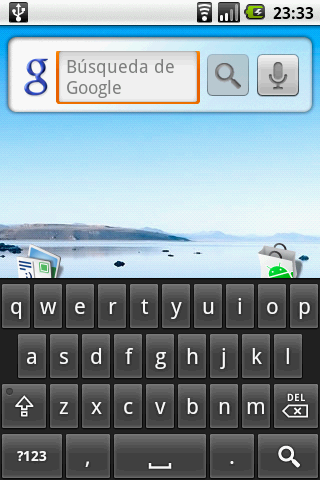 23:33
g
Búsqueda de
Google
q w e r t y u i o p
a s d f g h j k l
z x c v b n m DEL
?123 , .